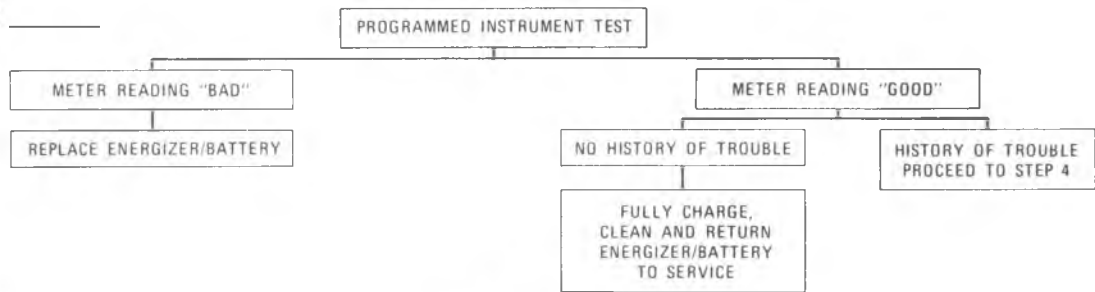 PROGRAMMED INSTRUMENT TEST
METER READING "BAD"
METER READING "GOOD"
REPLACE ENERGIZER/BATTERY
NO HISTORY OF TROUBLE
HISTORY OF TROUBLE
PROCEED TO STEP 4
FULLY CHARGE,
CLEAN AND RETURN
ENERGIZER/BATTERY
TO SERVICE